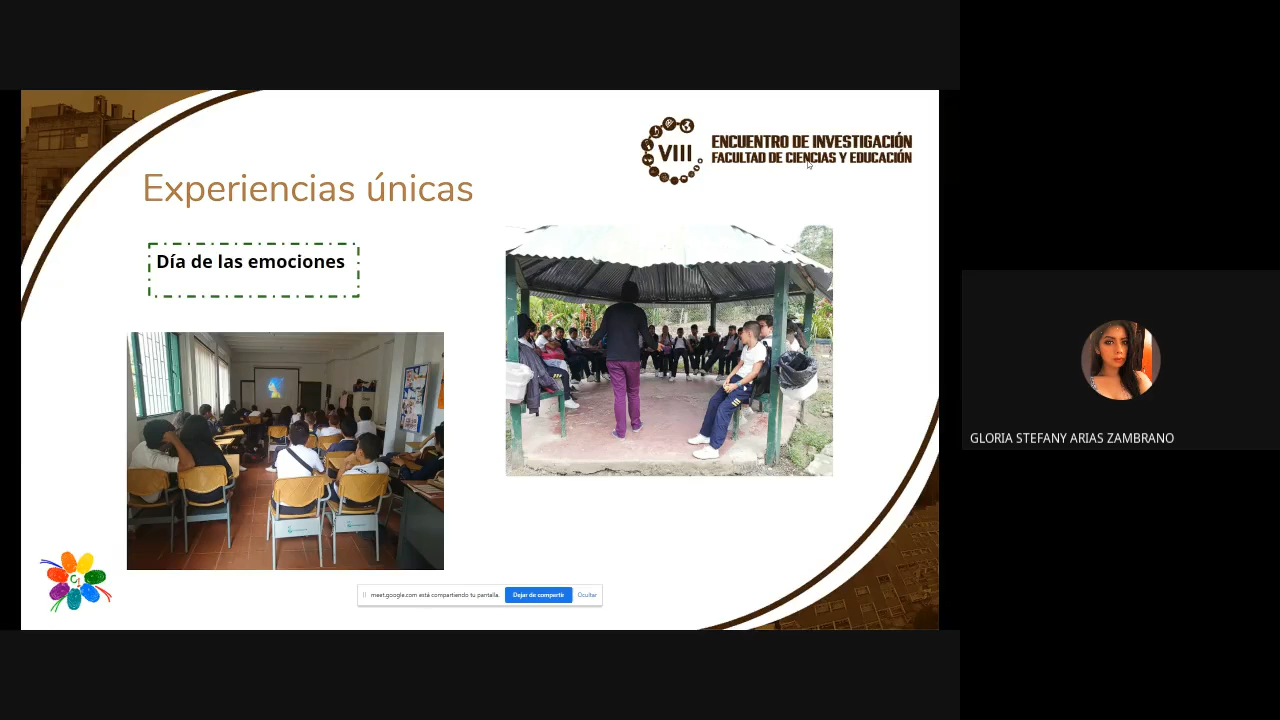 VIII
ENCUENTRO DE INVESTIGACIÓN
FACULTAD DE CIENCIAS Y EDUCACIÓN
Experiencias únicas
Día de las emociones
meet.google.com está compartiendo tu pantalla.
Dejar de compartir
Ocultar
GLORIA STEFANY ARIAS ZAMBRANO